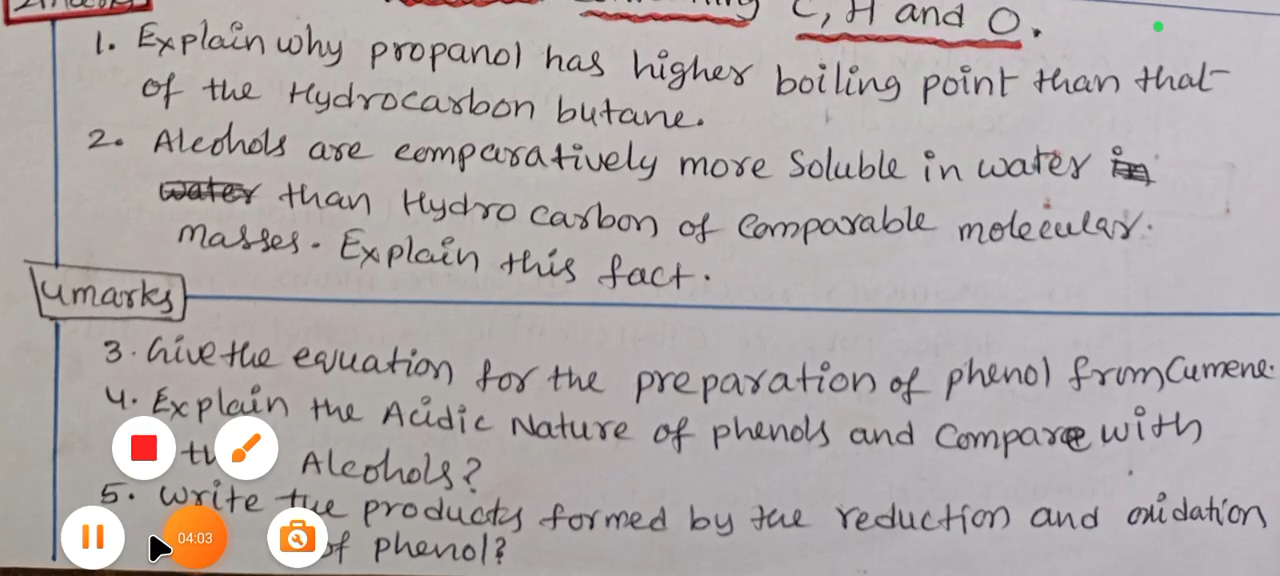 C, H and O.
1. Explain why propanol has higher boiling point than that
of the Hydrocarbon butane.
2. Alcohols are comparatively more Soluble in water in
water than Hydro carbon of Comparable molecular.
masses. Explain this fact.
4marks
3. Give the equation for the preparation of phenol from Cumene.
4. Explain the Acidic Nature of phenols and Compare with
Alcohols?
5. Write the products formed by the reduction and oxidation
of phenol?
04:03